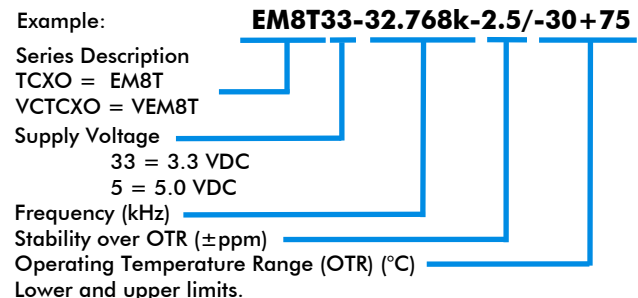 Example: EM8T33-32.768k-2.5/-30+75
Series Description
TCXO = EM8T
VCTCXO = VEM8T
Supply Voltage
33 = 3.3 VDC
5 = 5.0 VDC
Frequency (kHz)
Stability over OTR (±ppm)
Operating Temperature Range (OTR) (°C)
Lower and upper limits.